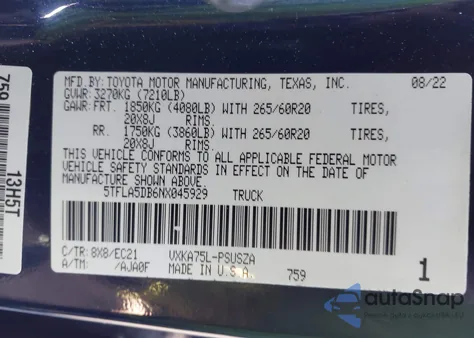 MFD.BY: TOYOTA MOTOR MANUFACTURING, TEXAS, INC. 08/22
GVWR: 3270KG (7210LB)
GAWR: FRT. 1850KG (4080LB) WITH 265/60R20 TIRES,
20X8J RIMS.
RR. 1750KG (3860LB) WITH 265/60R20 TIRES,
20X8J RIMS.
THIS VEHICLE CONFORMS TO ALL APPLICABLE FEDERAL MOTOR
VEHICLE SAFETY STANDARDS IN EFFECT ON THE DATE OF
MANUFACTURE SHOWN ABOVE.
5TFLA5DB6NX045929 TRUCK
C/TR: 8X8/EC21 VXKA75L-PSUSZA
A/TM: /AJA0F MADE IN U.S.A. 759 1
759
13H5T
autoSnap